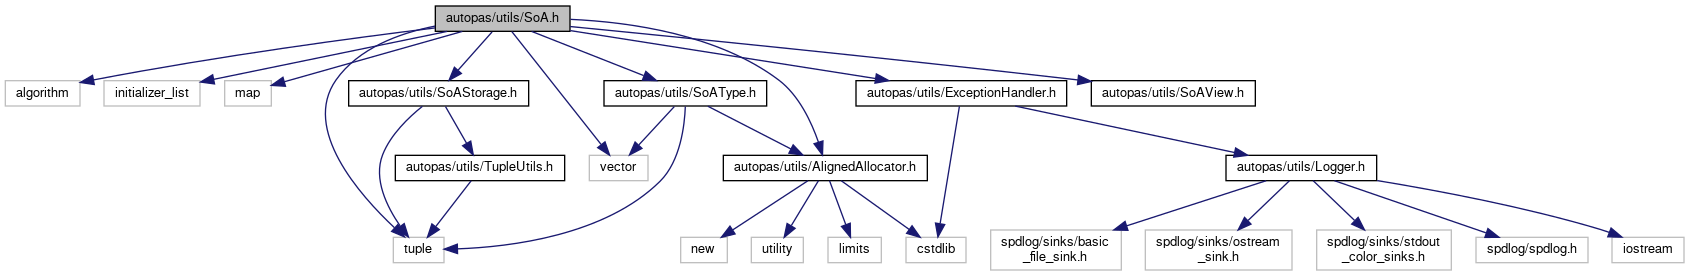 autopas/utils/SoA.h
algorithm
initializer_list
map
autopas/utils/SoAStorage.h
autopas/utils/SoAType.h
autopas/utils/ExceptionHandler.h
autopas/utils/SoAView.h
autopas/utils/TupleUtils.h
vector
autopas/utils/AlignedAllocator.h
autopas/utils/Logger.h
tuple
new
utility
limits
cstdlib
spdlog/sinks/basic
_file_sink.h
spdlog/sinks/ostream
_sink.h
spdlog/sinks/stdout
_color_sinks.h
spdlog/spdlog.h
iostream